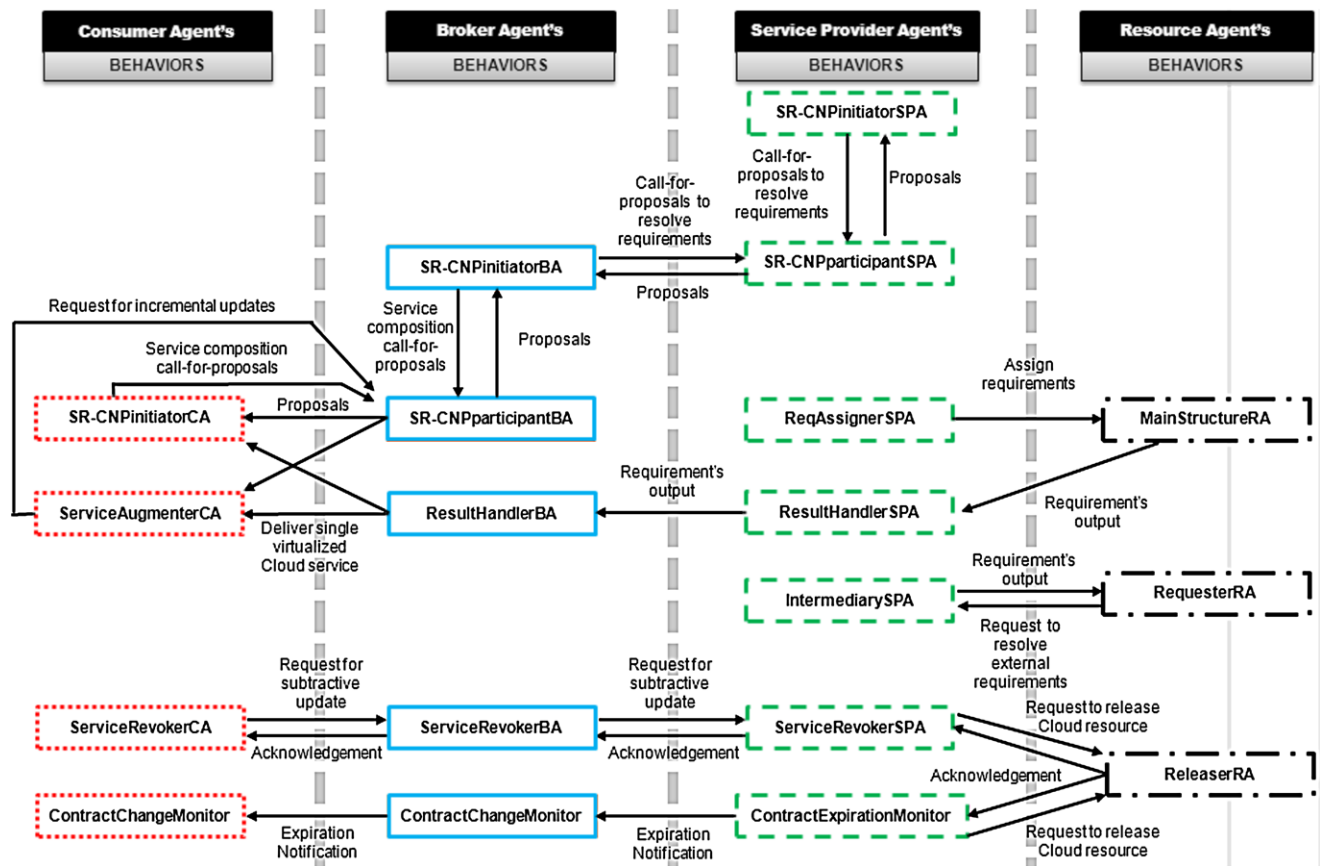 Consumer Agent's
BEHAVIORS
Broker Agent's
BEHAVIORS
Service Provider Agent's
BEHAVIORS
Resource Agent's
BEHAVIORS
SR-CNPinitiatorSPA
Call-for-
proposals to
resolve
requirements
Proposals
Call-for-
proposals to
resolve
requirements
SR-CNPinitiatorBA
SR-CNPparticipantSPA
Proposals
Request for incremental updates
Service composition
call-for-proposals
Service
composition
call-for-
proposals
Proposals
Assign
requirements
SR-CNPinitiatorCA
Proposals
SR-CNPparticipantBA
ReqAssignerSPA
MainStructureRA
Requirement's
output
Requirement's
output
ServiceAugmenterCA
Deliver single
virtualized
Cloud service
ResultHandlerBA
ResultHandlerSPA
Requirement's
output
IntermediarySPA
RequesterRA
Request to
resolve
external
requirements
Request for
subtractive
update
Request for
subtractive
update
Request to release
Cloud resource
ServiceRevokerCA
Acknowledgement
ServiceRevokerBA
Acknowledgement
ServiceRevokerSPA
Acknowledgement
ReleaserRA
ContractChangeMonitor
Expiration
Notification
ContractChangeMonitor
Expiration
Notification
ContractExpirationMonitor
Request to release
Cloud resource